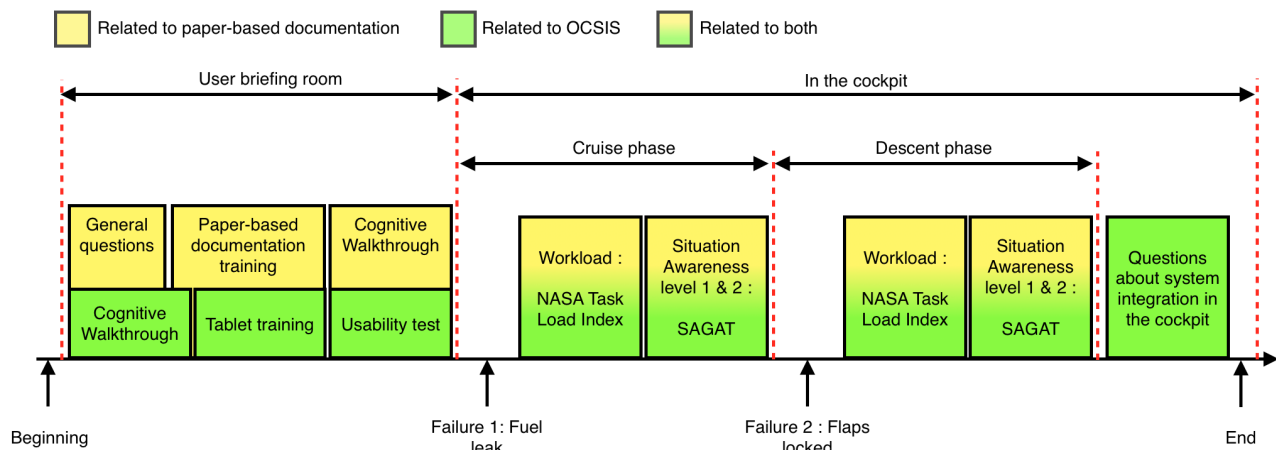 Related to paper-based documentation
Related to OCSIS
Related to both
User briefing room
In the cockpit
Cruise phase
Descent phase
General
questions
Paper-based
documentation
training
Cognitive
Walkthrough
Cognitive
Walkthrough
Tablet training
Usability test
Workload :
NASA Task
Load Index
Situation
Awareness
level 1 & 2 :
SAGAT
Workload :
NASA Task
Load Index
Situation
Awareness
level 1 & 2 :
SAGAT
Questions
about system
integration in
the cockpit
Beginning
Failure 1: Fuel
leak
Failure 2 : Flaps
locked
End